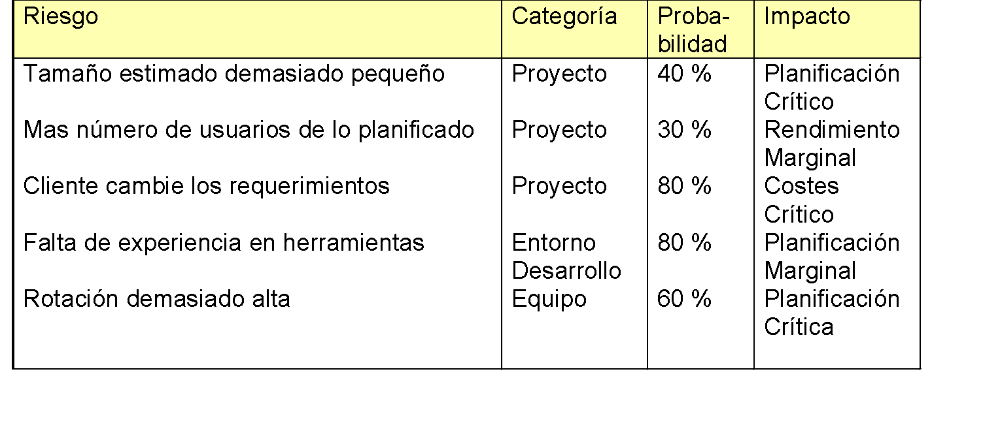 Riesgo Categoría Proba- Impacto
bilidad
Tamaño estimado demasiado pequeño Proyecto 40 % Planificación
Crítico
Mas número de usuarios de lo planificado Proyecto 30 % Rendimiento
Marginal
Cliente cambie los requerimientos Proyecto 80 % Costes
Crítico
Falta de experiencia en herramientas Entorno 80 % Planificación
Desarrollo Marginal
Rotación demasiado alta Equipo 60 % Planificación
Crítica